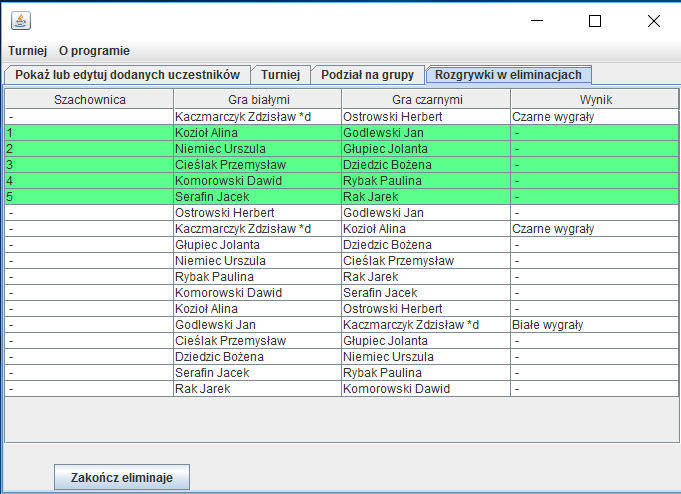 Turniej O programie
Pokaż lub edytuj dodanych uczestników Turniej Podział na grupy Rozgrywki w eliminacjach
Szachownica Gra białymi Gra czarnymi Wynik
- Kaczmarczyk Zdzisław *d Ostrowski Herbert Czarne wygrały
1 Kozioł Alina Godlewski Jan -
2 Niemiec Urszula Głupiec Jolanta -
3 Cieślak Przemysław Dziedzic Bożena -
4 Komorowski Dawid Rybak Paulina -
5 Serafin Jacek Rak Jarek -
- Ostrowski Herbert Godlewski Jan -
- Kaczmarczyk Zdzisław *d Kozioł Alina Czarne wygrały
- Głupiec Jolanta Dziedzic Bożena -
- Niemiec Urszula Cieślak Przemysław -
- Rybak Paulina Rak Jarek -
- Komorowski Dawid Serafin Jacek -
- Kozioł Alina Ostrowski Herbert -
- Godlewski Jan Kaczmarczyk Zdzisław *d Białe wygrały
- Cieślak Przemysław Głupiec Jolanta -
- Dziedzic Bożena Niemiec Urszula -
- Serafin Jacek Rybak Paulina -
- Rak Jarek Komorowski Dawid -
Zakończ eliminaje